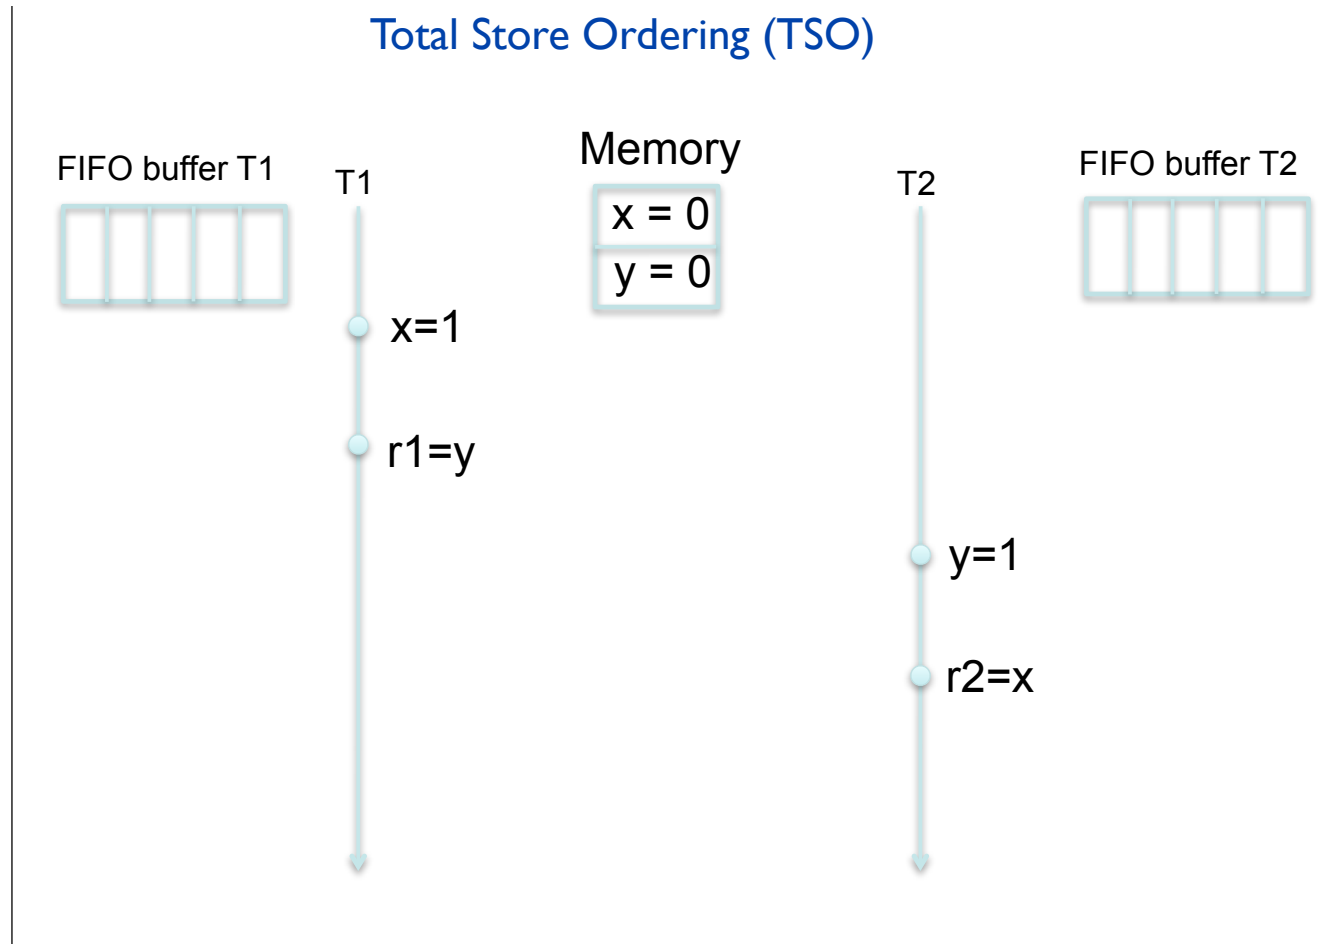 Total Store Ordering (TSO)
FIFO buffer T1
T1
Memory
x = 0
y = 0
T2
FIFO buffer T2
x=1
r1=y
y=1
r2=x